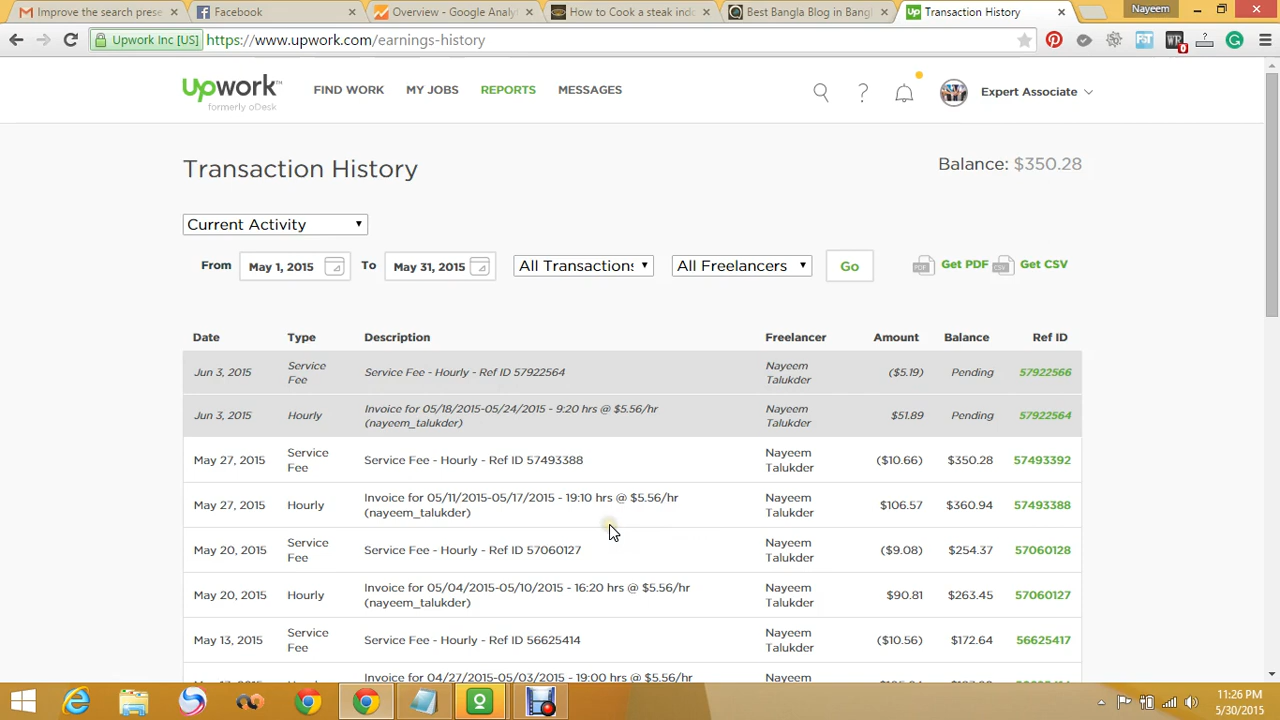 Improve the search prese
Facebook
Overview - Google Analyt
How to Cook a steak indo
Best Bangla Blog in Bang
Transaction History
Nayeem
Upwork Inc [US]
https://www.upwork.com/earnings-history
Upwork
formerly oDesk
FIND WORK
MY JOBS
REPORTS
MESSAGES
Expert Associate
Transaction History
Balance: $350.28
Current Activity
From May 1, 2015 To May 31, 2015 All Transactions All Freelancers Go Get PDF Get CSV
Date Type Description Freelancer Amount Balance Ref ID
Jun 3, 2015 Service Fee Service Fee - Hourly - Ref ID 57922564 Nayeem Talukder ($5.19) Pending 57922566
Jun 3, 2015 Hourly Invoice for 05/18/2015-05/24/2015 - 9:20 hrs @ $5.56/hr (nayeem_talukder) Nayeem Talukder $51.89 Pending 57922564
May 27, 2015 Service Fee Service Fee - Hourly - Ref ID 57493388 Nayeem Talukder ($10.66) $350.28 57493392
May 27, 2015 Hourly Invoice for 05/11/2015-05/17/2015 - 19:10 hrs @ $5.56/hr (nayeem_talukder) Nayeem Talukder $106.57 $360.94 57493388
May 20, 2015 Service Fee Service Fee - Hourly - Ref ID 57060127 Nayeem Talukder ($9.08) $254.37 57060128
May 20, 2015 Hourly Invoice for 05/04/2015-05/10/2015 - 16:20 hrs @ $5.56/hr (nayeem_talukder) Nayeem Talukder $90.81 $263.45 57060127
May 13, 2015 Service Fee Service Fee - Hourly - Ref ID 56625414 Nayeem Talukder ($10.56) $172.64 56625417
Invoice for 04/27/2015-05/03/2015 - 19:00 hrs @ $5.56/hr Nayeem
11:26 PM
5/30/2015